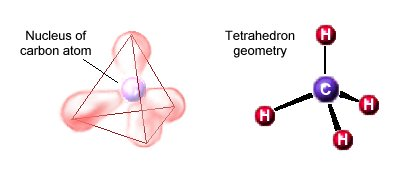 Nucleus of
carbon atom
Tetrahedron
geometry
H
C
H
H
H